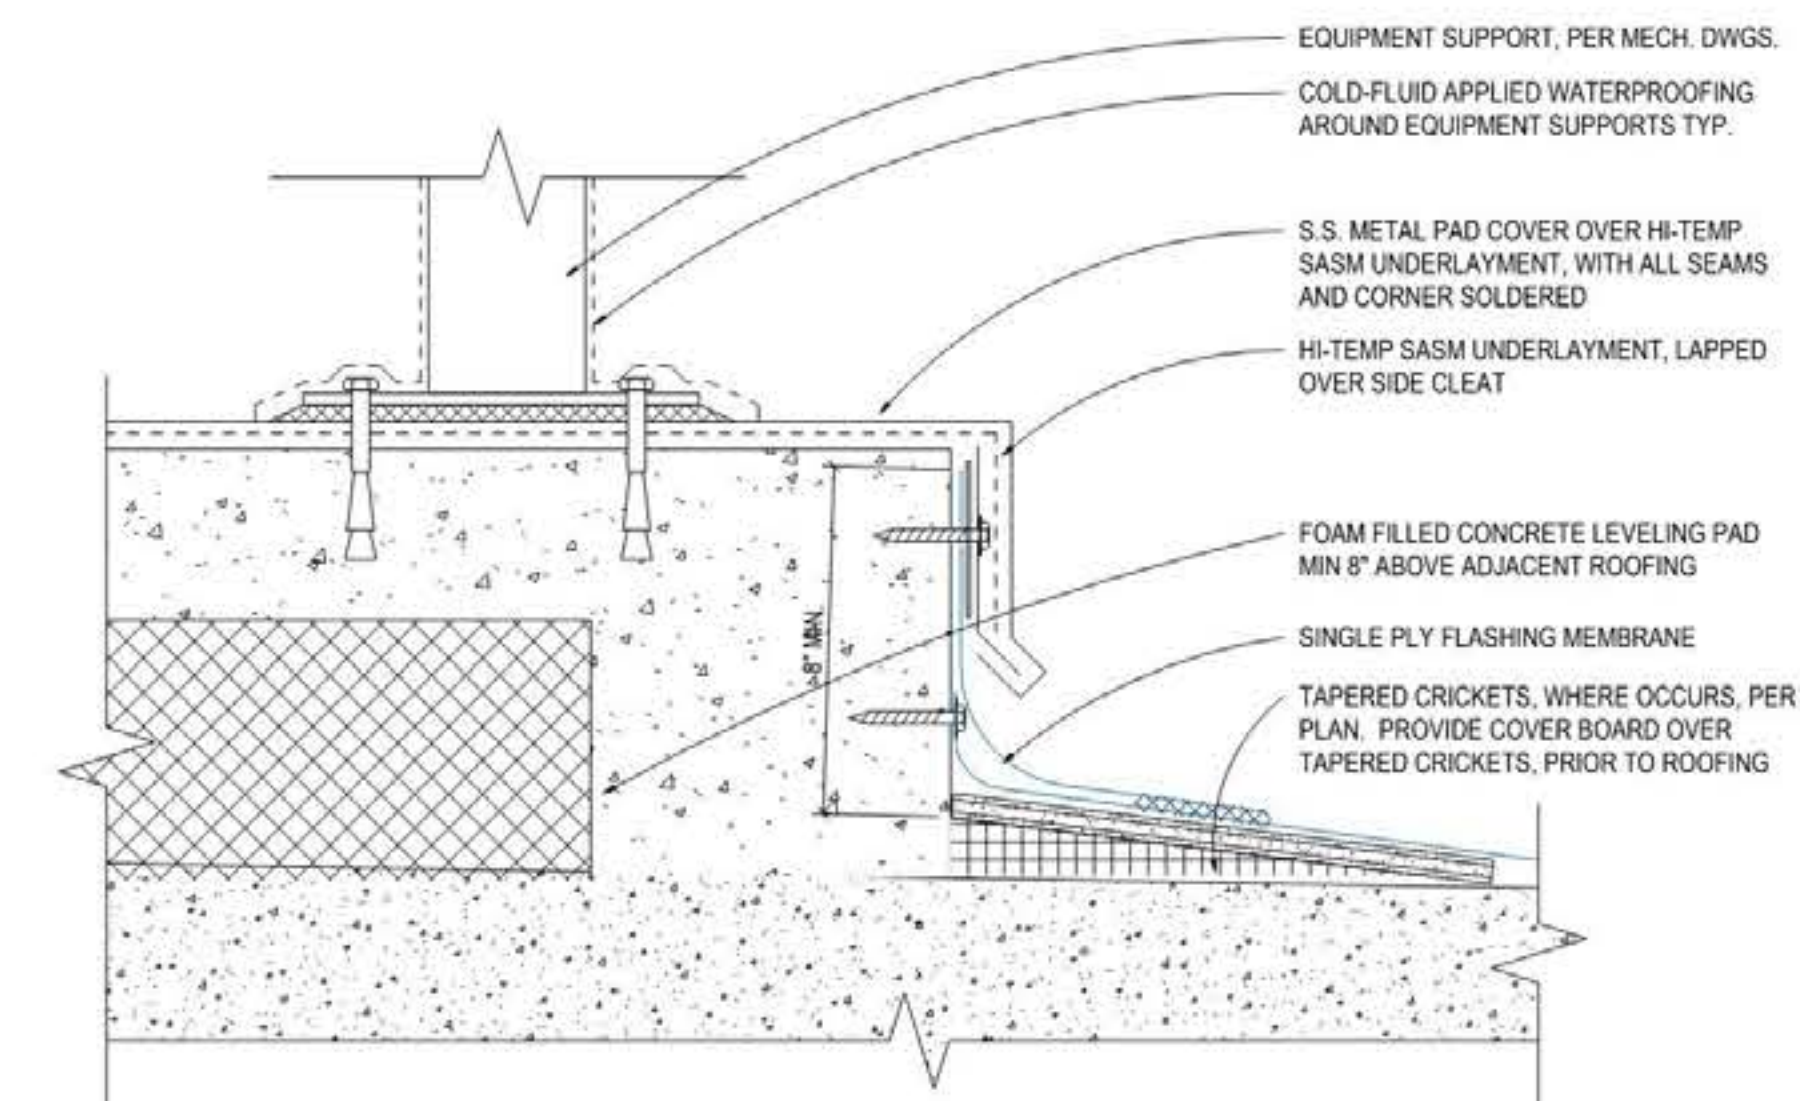 EQUIPMENT SUPPORT, PER MECH. DWGS.
COLD-FLUID APPLIED WATERPROOFING
AROUND EQUIPMENT SUPPORTS TYP.
S.S. METAL PAD COVER OVER HI-TEMP
SASM UNDERLAYMENT, WITH ALL SEAMS
AND CORNER SOLDERED
HI-TEMP SASM UNDERLAYMENT, LAPPED
OVER SIDE CLEAT
FOAM FILLED CONCRETE LEVELING PAD
MIN 8" ABOVE ADJACENT ROOFING
8" MIN.
SINGLE PLY FLASHING MEMBRANE
TAPERED CRICKETS, WHERE OCCURS, PER
PLAN. PROVIDE COVER BOARD OVER
TAPERED CRICKETS, PRIOR TO ROOFING